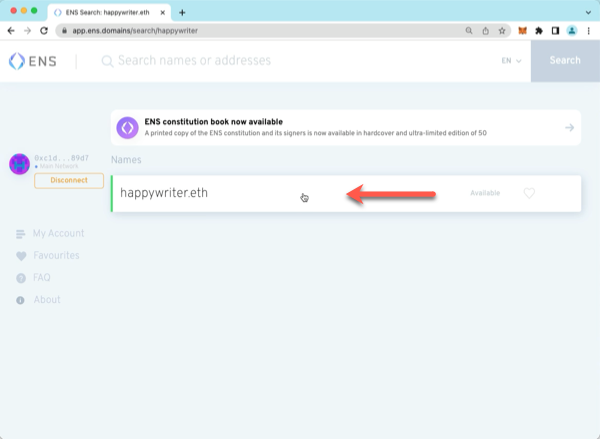 ENS Search: happywriter.eth
app.ens.domains/search/happywriter
ENS
Search names or addresses
EN
Search
ENS constitution book now available
A printed copy of the ENS constitution and its signers is now available in hardcover and ultra-limited edition of 50
0xc1d...89d7
Main Network
Disconnect
Names
happywriter.eth
Available
My Account
Favourites
FAQ
About